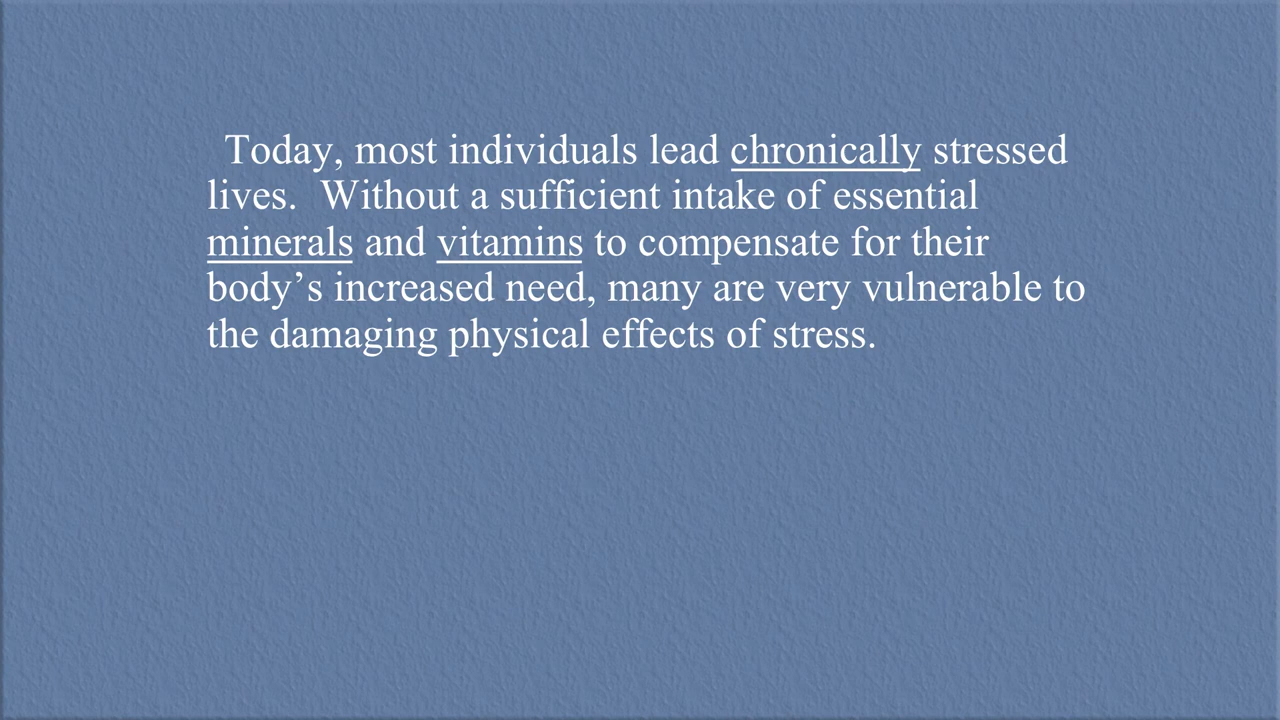 Today, most individuals lead chronically stressed
lives.  Without a sufficient intake of essential
minerals and vitamins to compensate for their
body’s increased need, many are very vulnerable to
the damaging physical effects of stress.